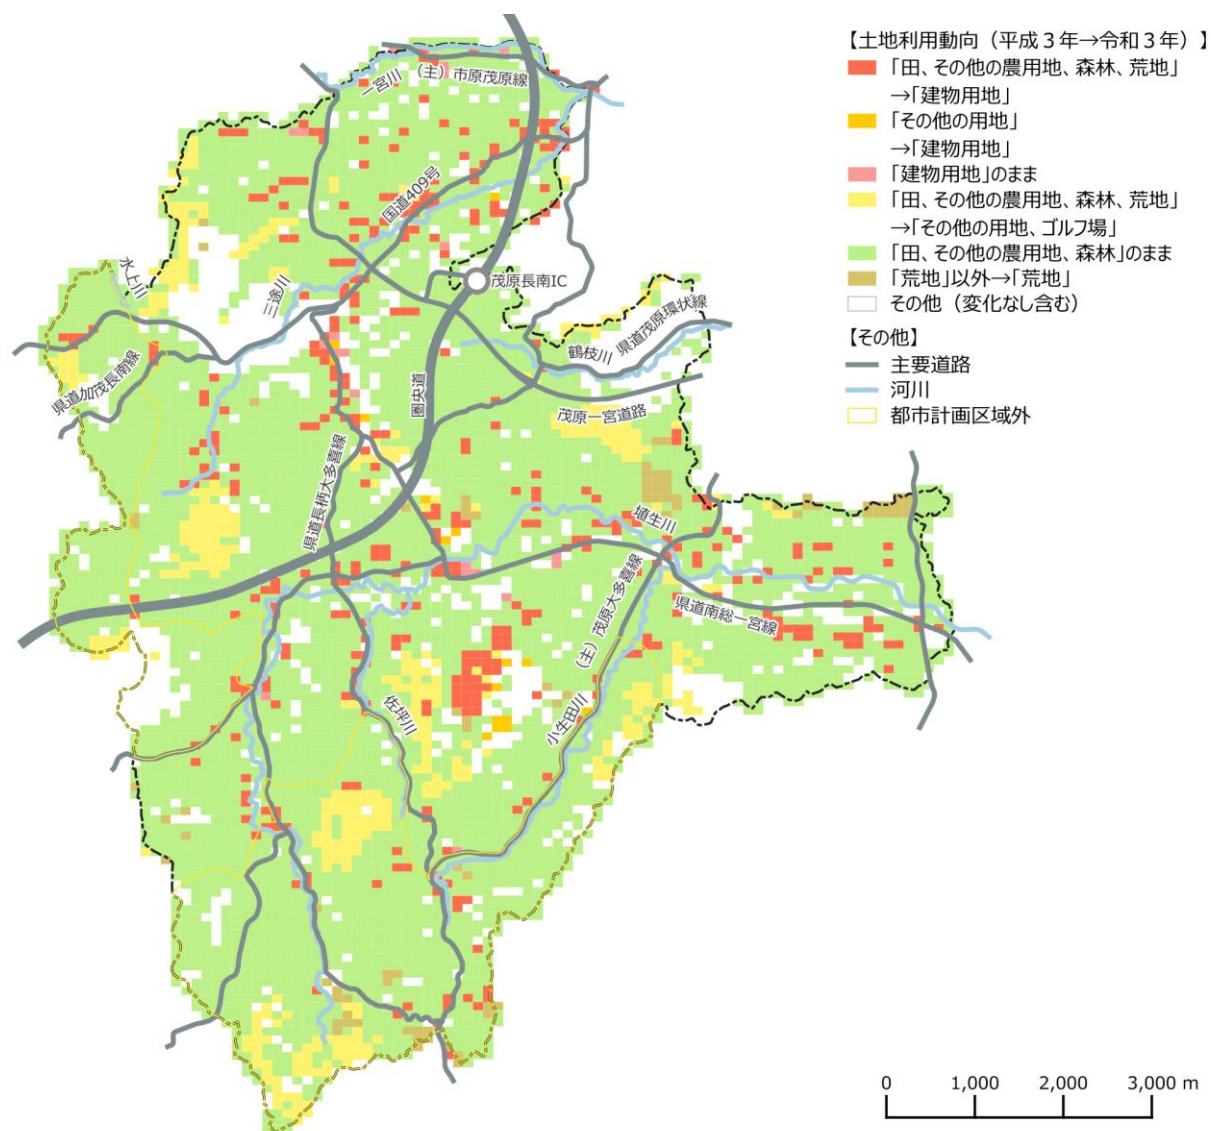 【土地利用動向（平成３年→令和３年）】
「田、その他の農用地、森林、荒地」
→「建物用地」
「その他の用地」
→「建物用地」
「建物用地」のまま
「田、その他の農用地、森林、荒地」
→「その他の用地、ゴルフ場」
「田、その他の農用地、森林」のまま
「荒地」以外→「荒地」
その他（変化なし含む）
【その他】
主要道路
河川
都市計画区域外
一宮川
（主）市原茂原線
国道409号
水上川
三途川
茂原長南IC
県道茂原環状線
鶴枝川
県道加茂長南線
圏央道
茂原一宮道路
県道長柄大多喜線
埴生川
（主）茂原大多喜線
県道南総一宮線
佐坪川
小生田川
0 1,000 2,000 3,000 m